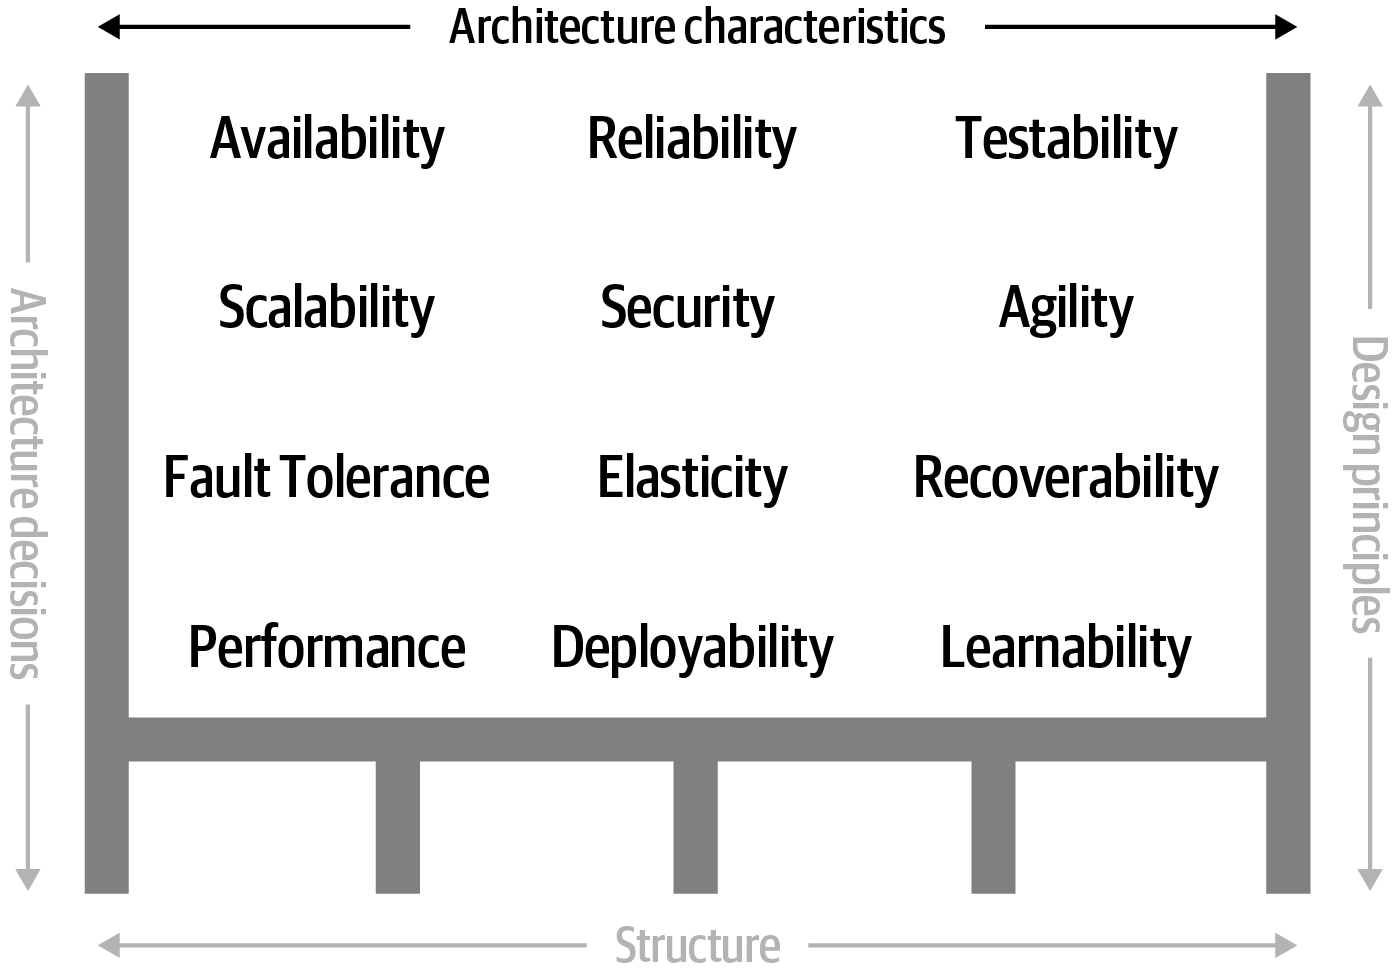 Architecture characteristics
Availability Reliability Testability
Scalability Security Agility
Fault Tolerance Elasticity Recoverability
Performance Deployability Learnability
Architecture decisions
Design principles
Structure